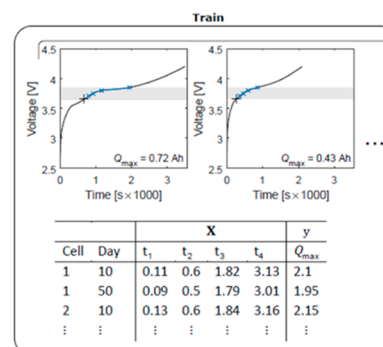 Train
4.5
4
3.5
3
2.5
Voltage [V]
Qmax = 0.72 Ah
0 1 2 3
Time [s×1000]
4.5
4
3.5
3
2.5
Voltage [V]
Qmax = 0.43 Ah
0 1 2 3
Time [s×1000]
...
X y
Cell Day t1 t2 t3 t4 Qmax
1 10 0.11 0.6 1.82 3.13 2.1
1 50 0.09 0.5 1.79 3.01 1.95
2 10 0.13 0.6 1.84 3.16 2.15
⋮ ⋮ ⋮ ⋮ ⋮ ⋮ ⋮